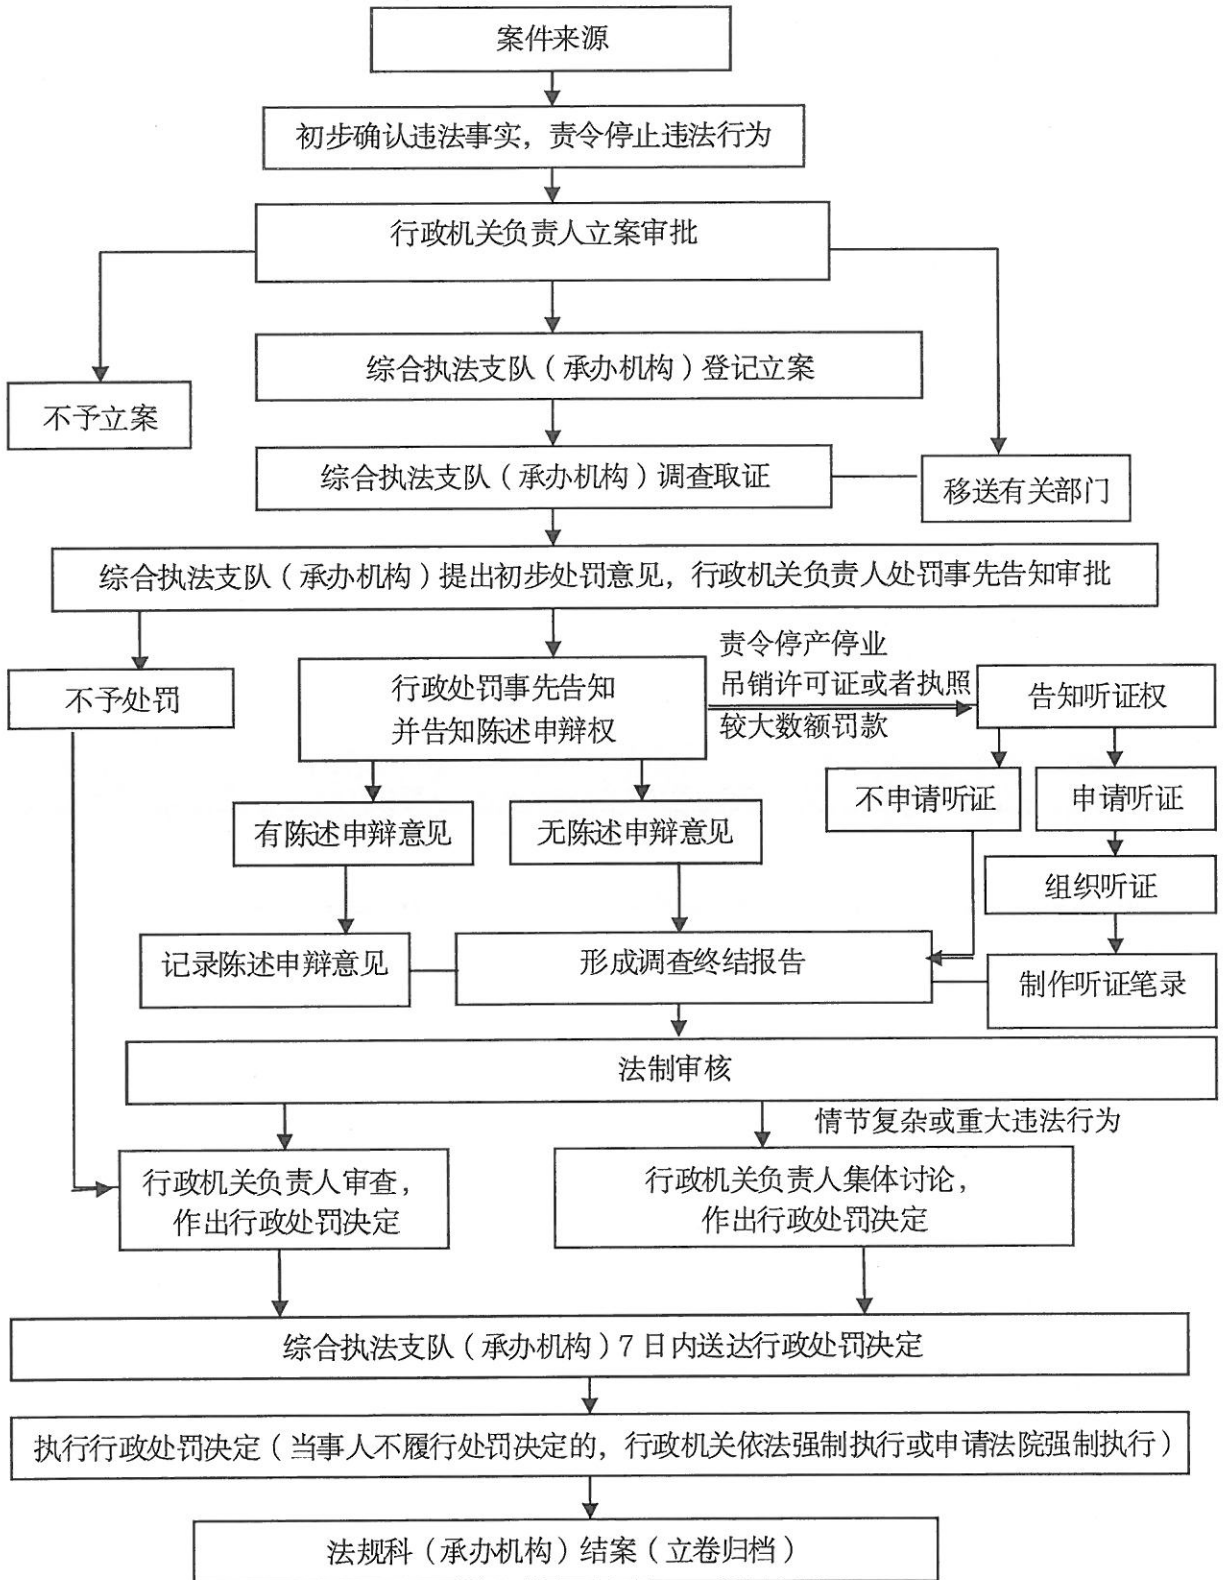 案件来源
初步确认违法事实，责令停止违法行为
行政机关负责人立案审批
综合执法支队（承办机构）登记立案
不予立案
综合执法支队（承办机构）调查取证
移送有关部门
综合执法支队（承办机构）提出初步处罚意见，行政机关负责人处罚事先告知审批
不予处罚
行政处罚事先告知
并告知陈述申辩权
责令停产停业
吊销许可证或者执照
较大数额罚款
告知听证权
不申请听证
申请听证
有陈述申辩意见
无陈述申辩意见
组织听证
记录陈述申辩意见
形成调查终结报告
制作听证笔录
法制审核
情节复杂或重大违法行为
行政机关负责人审查，
作出行政处罚决定
行政机关负责人集体讨论，
作出行政处罚决定
综合执法支队（承办机构）7 日内送达行政处罚决定
执行行政处罚决定（当事人不履行处罚决定的，行政机关依法强制执行或申请法院强制执行）
法规科（承办机构）结案（立卷归档）